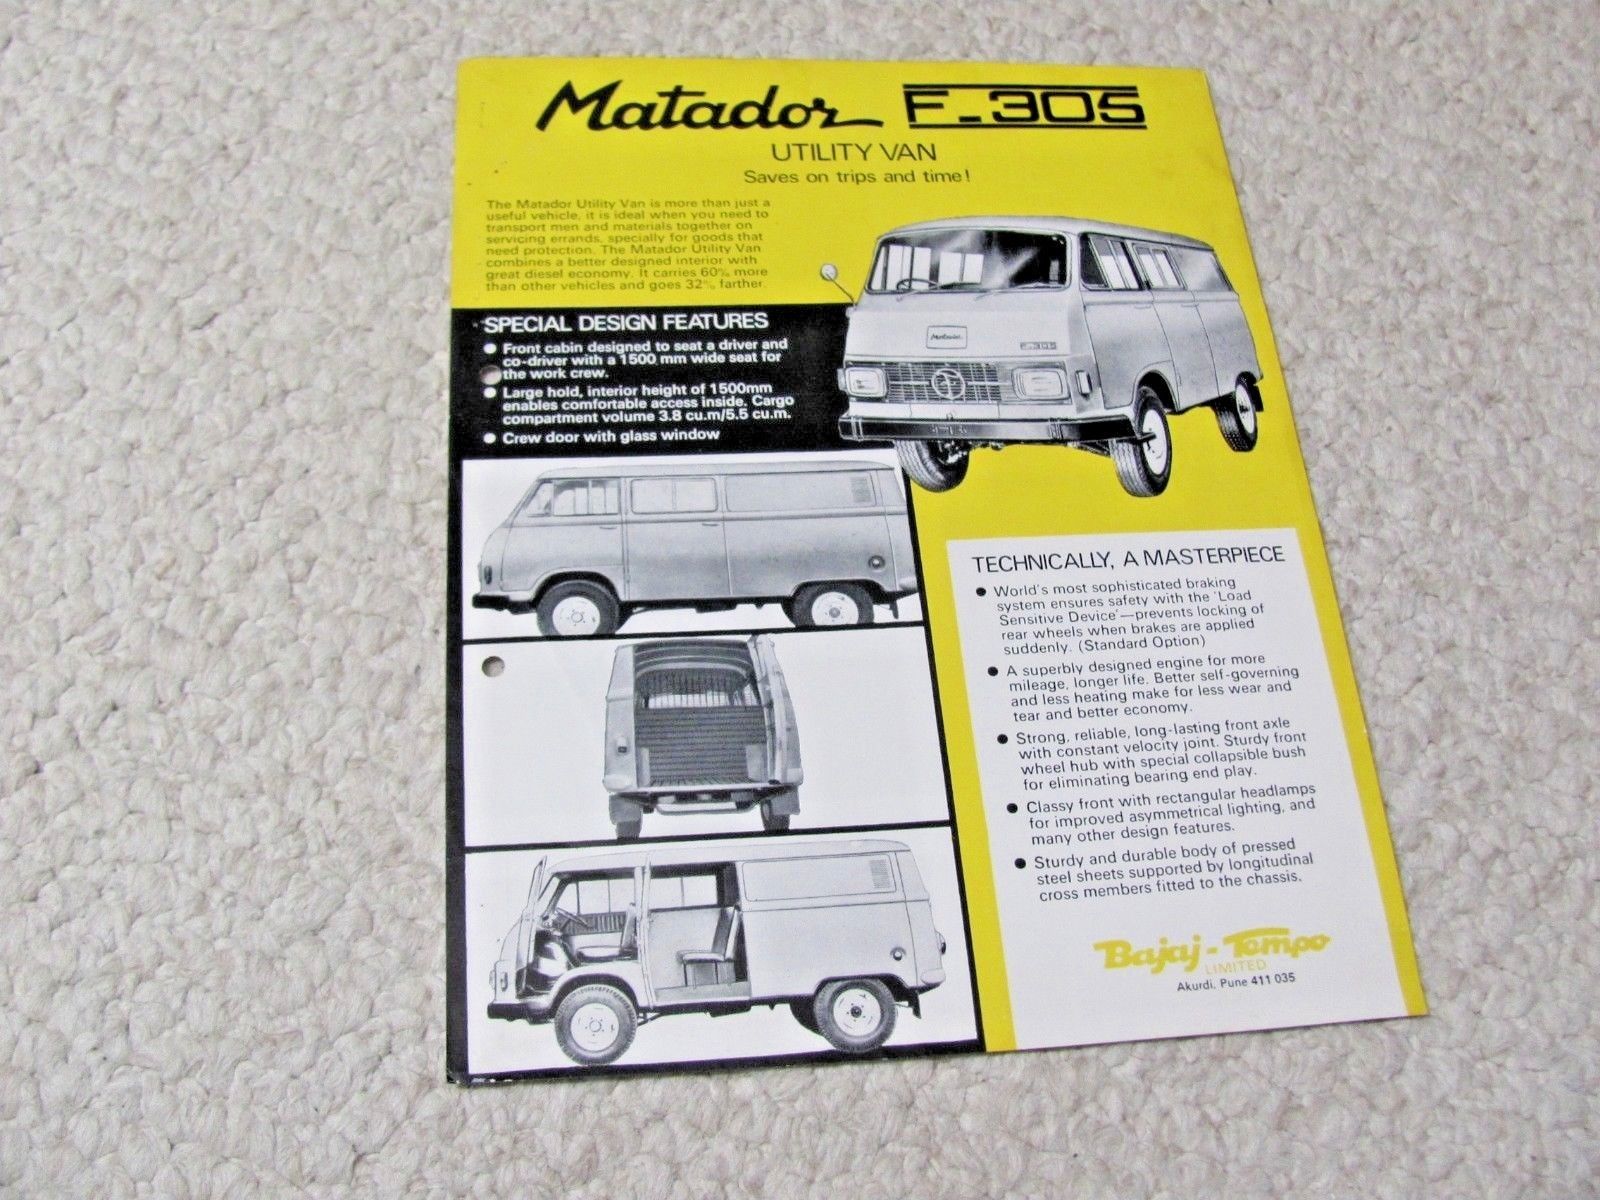 Matador F-305
UTILITY VAN
Saves on trips and time!
The Matador Utility Van is more than just a
useful vehicle, it is ideal when you need to
transport men and materials together on
servicing errands, specially for goods that
need protection. The Matador Utility Van
combines a better designed interior with
great diesel economy. It carries 60% more
than other vehicles and goes 32% farther.
SPECIAL DESIGN FEATURES
● Front cabin designed to seat a driver and
co-driver with a 1500 mm wide seat for
the work crew.
● Large hold, interior height of 1500mm
enables comfortable access inside. Cargo
compartment volume 3.8 cu.m/5.5 cu.m.
● Crew door with glass window
Matador
F-305
TECHNICALLY, A MASTERPIECE
● World's most sophisticated braking
system ensures safety with the 'Load
Sensitive Device'—prevents locking of
rear wheels when brakes are applied
suddenly. (Standard Option)
● A superbly designed engine for more
mileage, longer life. Better self-governing
and less heating make for less wear and
tear and better economy.
● Strong, reliable, long-lasting front axle
with constant velocity joint. Sturdy front
wheel hub with special collapsible bush
for eliminating bearing end play.
● Classy front with rectangular headlamps
for improved asymmetrical lighting, and
many other design features.
● Sturdy and durable body of pressed
steel sheets supported by longitudinal
cross members fitted to the chassis.
Bajaj-Tempo
LIMITED
Akurdi. Pune 411 035